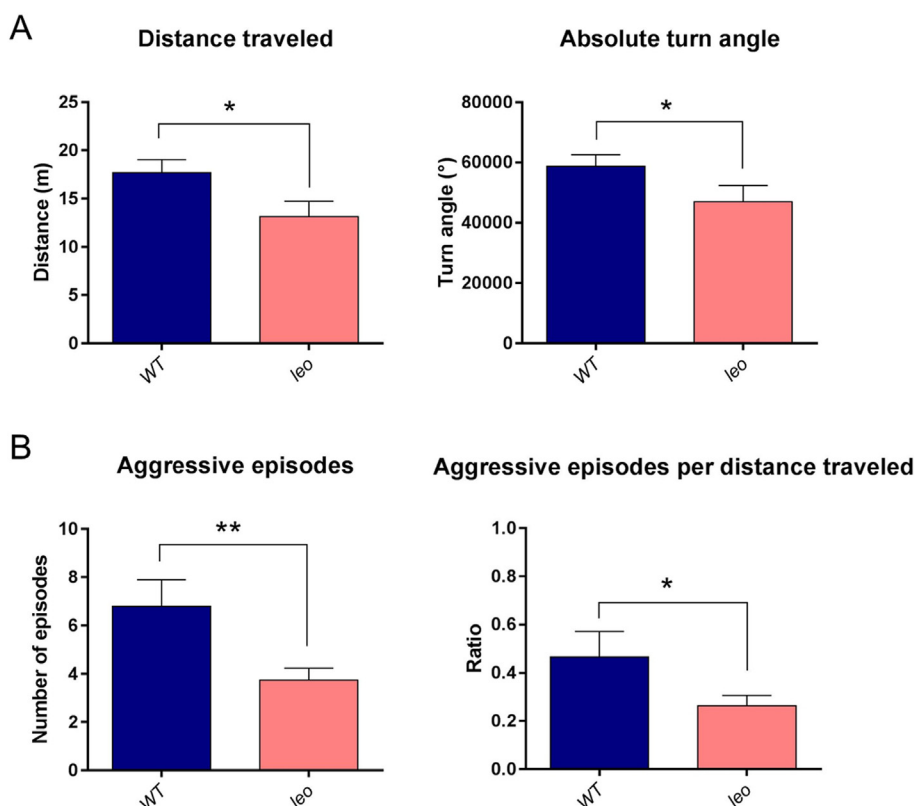 A
Distance traveled
Absolute turn angle
Distance (m)
25
20
15
10
5
0
*
WT
leo
Turn angle (°)
80000
60000
40000
20000
0
*
WT
leo
B
Aggressive episodes
Aggressive episodes per distance traveled
Number of episodes
10
8
6
4
2
0
**
WT
leo
Ratio
1.0
0.8
0.6
0.4
0.2
0.0
*
WT
leo